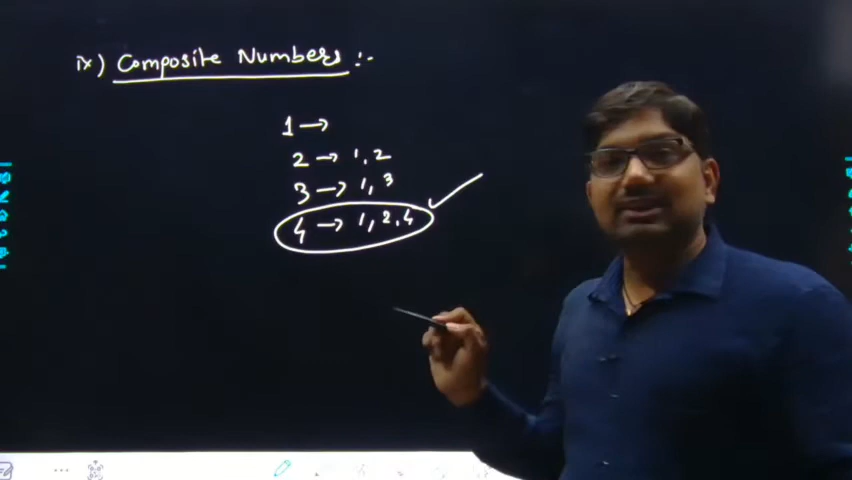 ix) Composite Numbers :-
1 →
2 → 1, 2
3 → 1, 3
4 → 1, 2, 4